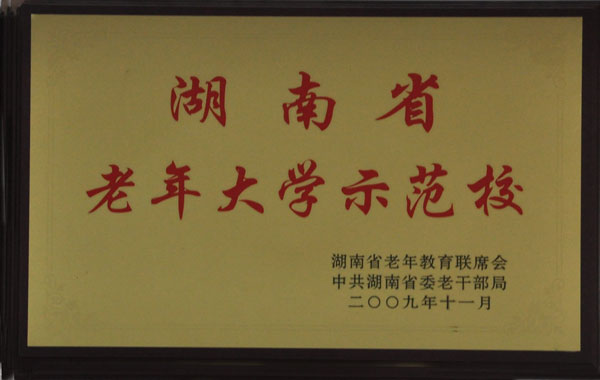 湖南省
老年大学示范校
湖南省老年教育联席会
中共湖南省委老干部局
二〇〇九年十一月